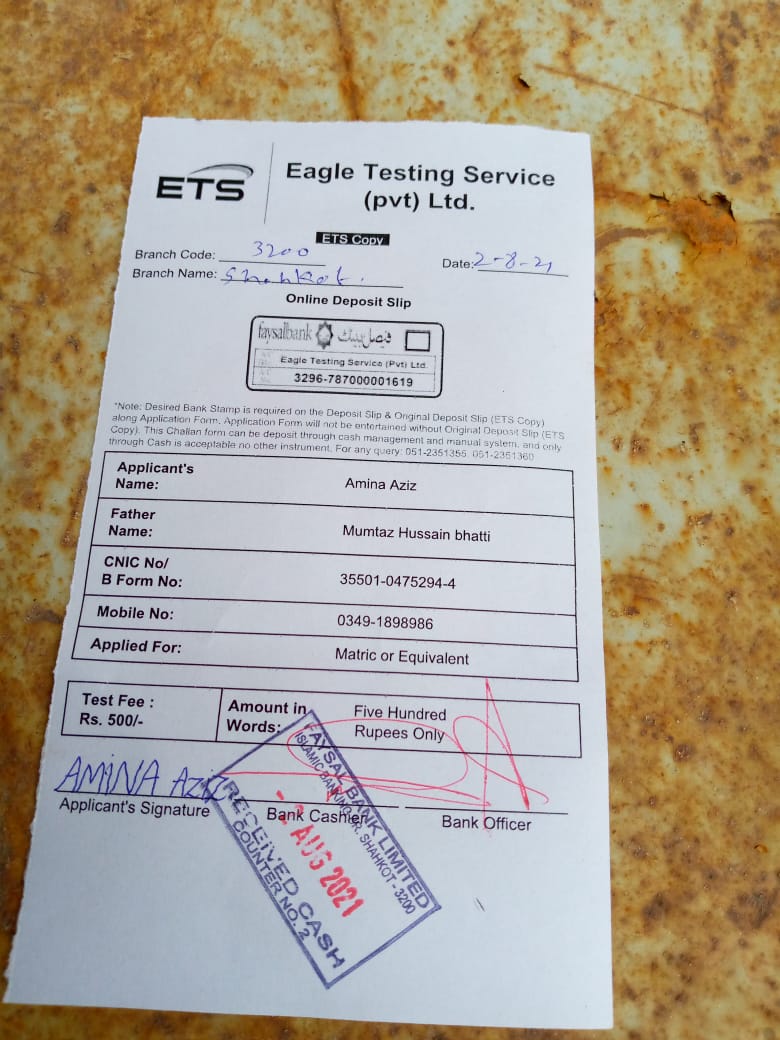 ETS
Eagle Testing Service
(pvt) Ltd.
ETS Copy
Branch Code: 3200
Date: 2-8-21
Branch Name: Shahkot.
Online Deposit Slip
faysalbank فیصل بینک
Eagle Testing Service (Pvt) Ltd.
3296-787000001619
*Note: Desired Bank Stamp is required on the Deposit Slip & Original Deposit Slip (ETS Copy)
along Application Form. Application Form will not be entertained without Original Deposit Slip (ETS
Copy). This Challan form can be deposit through cash management and manual system, and only
through Cash is acceptable no other instrument. For any query: 051-2351355, 051-2351360
Applicant's
Name: Amina Aziz
Father
Name: Mumtaz Hussain bhatti
CNIC No/
B Form No: 35501-0475294-4
Mobile No: 0349-1898986
Applied For: Matric or Equivalent
Test Fee :
Rs. 500/-
Amount in
Words:
Five Hundred
Rupees Only
AMINA AZIZ
Applicant's Signature
Bank Cashier
Bank Officer
FAYSAL BANK LIMITED
ISLAMIC BANKING BR. SHAHKOT - 3200
- 2 AUG 2021
RECEIVED CASH
COUNTER NO. 2